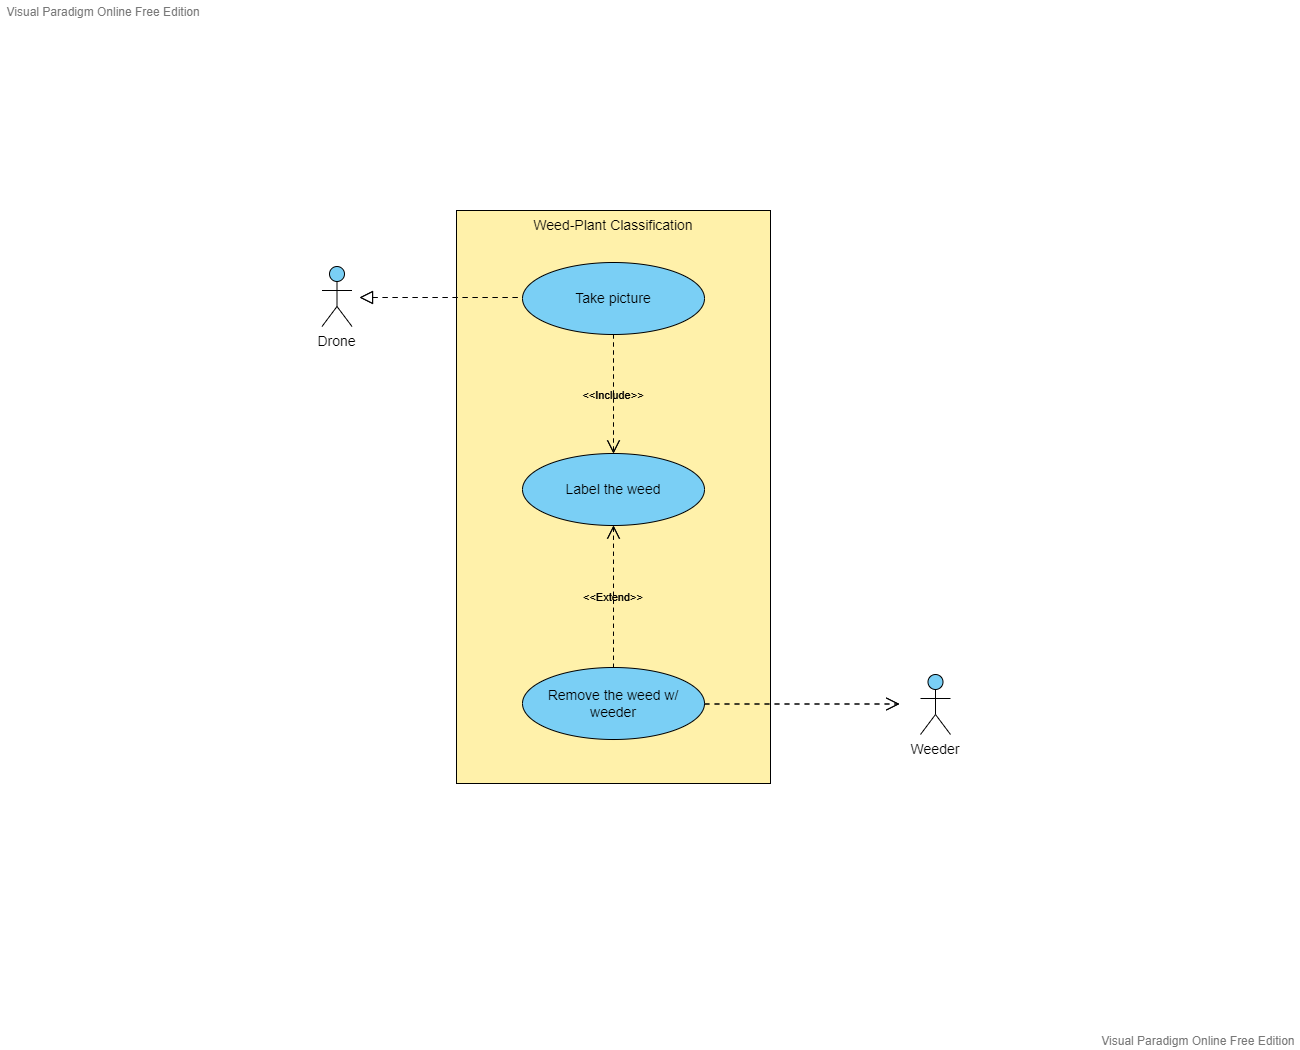 Visual Paradigm Online Free Edition
Weed-Plant Classification
Take picture
Drone
<<Include>>
Label the weed
<<Extend>>
Remove the weed w/
weeder
Weeder
Visual Paradigm Online Free Edition